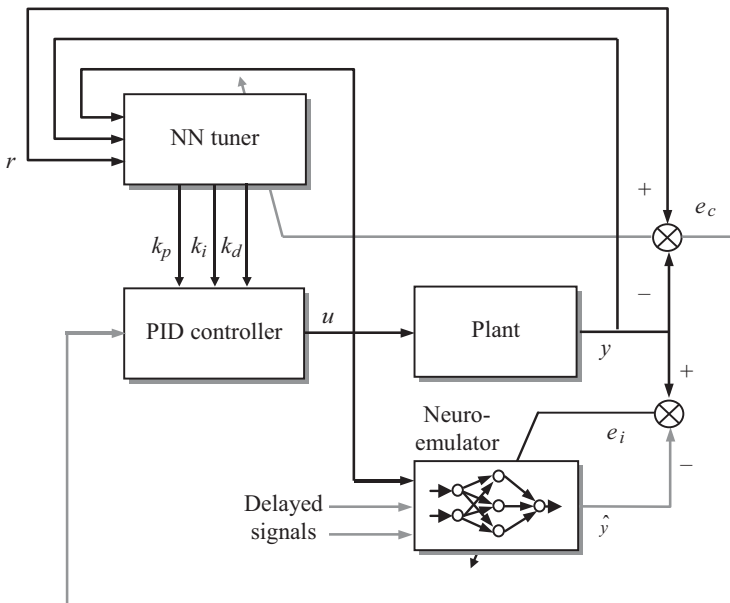 NN tuner
r
+
e_c
k_p k_i k_d
−
PID controller
u
Plant
y
+
Neuro-
emulator
e_i
−
Delayed
signals
ŷ